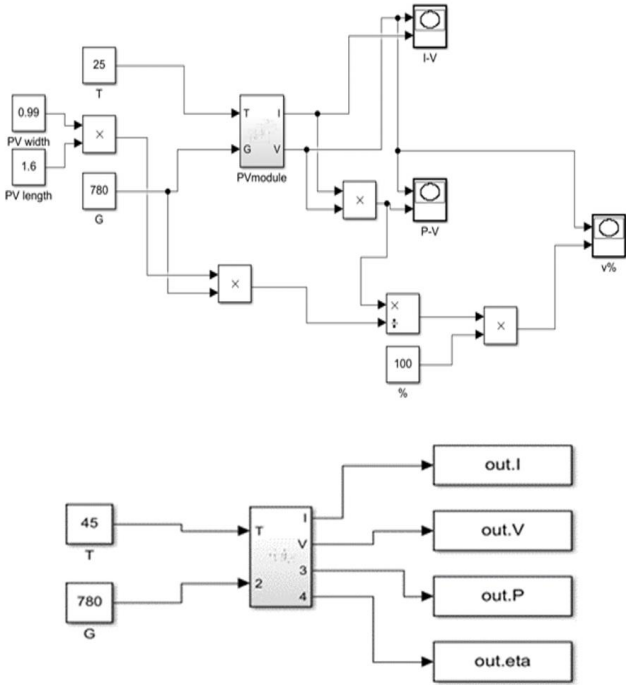 I-V
25
T
0.99
PV width
×
1.6
PV length
T
I
G
V
PVmodule
780
G
×
P-V
v%
×
×
÷
×
100
%
out.I
45
T
T
I
V
out.V
780
G
2
3
4
out.P
out.eta